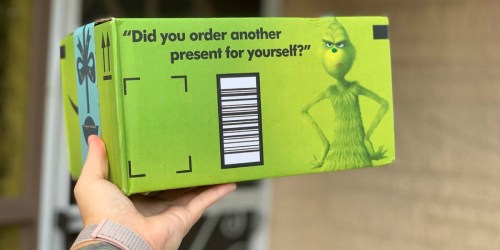 “Did you order another
present for yourself?”